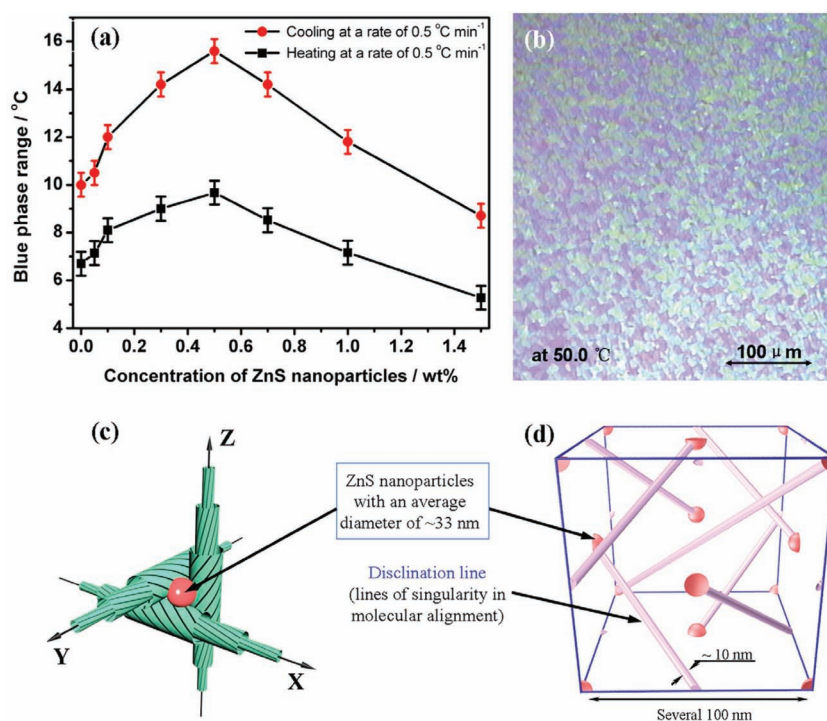 (a)
Cooling at a rate of 0.5 °C min⁻¹
Heating at a rate of 0.5 °C min⁻¹
Blue phase range / °C
16
14
12
10
8
6
4
0.0 0.2 0.4 0.6 0.8 1.0 1.2 1.4
Concentration of ZnS nanoparticles / wt%
(b)
at 50.0 ℃
100 μm
(c)
Z
Y
X
ZnS nanoparticles
with an average
diameter of ~33 nm
Disclination line
(lines of singularity in
molecular alignment)
(d)
~ 10 nm
Several 100 nm